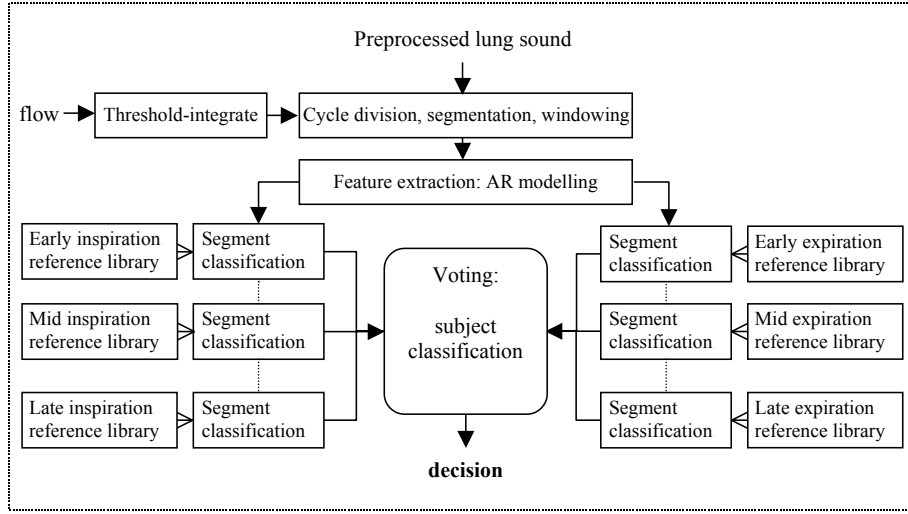 Preprocessed lung sound
flow
Threshold-integrate
Cycle division, segmentation, windowing
Feature extraction: AR modelling
Early inspiration
reference library
Segment
classification
Mid inspiration
reference library
Segment
classification
Late inspiration
reference library
Segment
classification
Voting:
subject
classification
decision
Segment
classification
Early expiration
reference library
Segment
classification
Mid expiration
reference library
Segment
classification
Late expiration
reference library